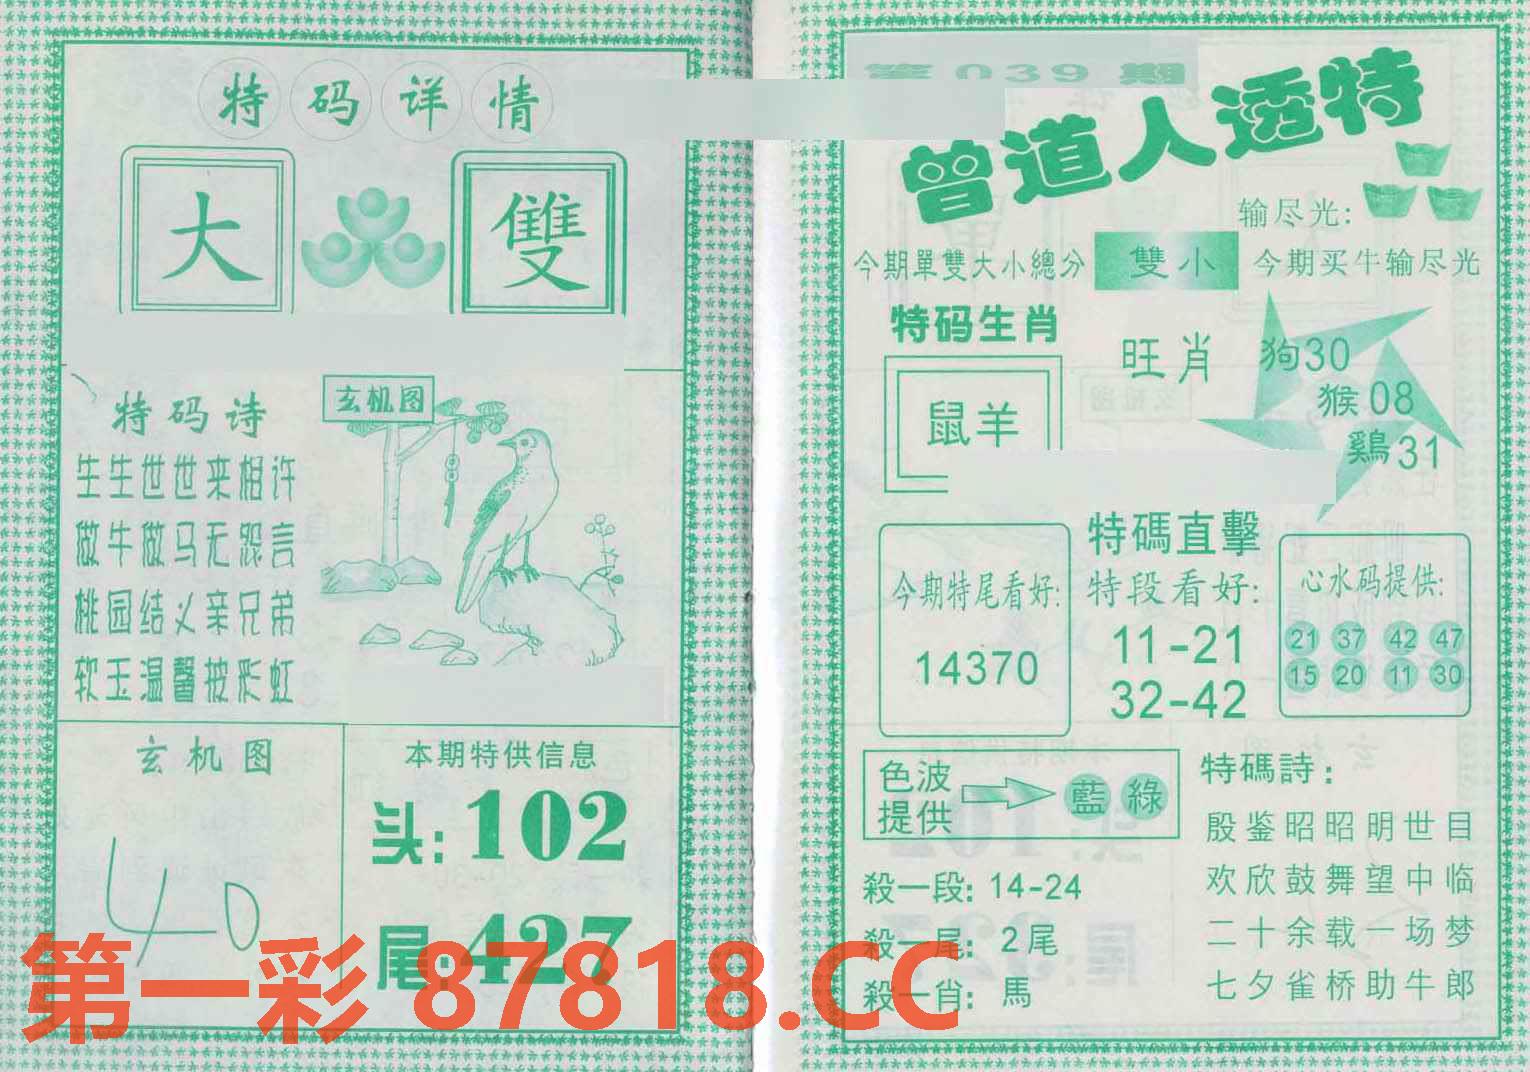 特码详情
大 雙
特码诗
玄机图
生生世世来相许
做牛做马无怨言
桃园结义亲兄弟
软玉温馨披彩虹
玄机图
40
本期特供信息
头:102
尾:427
第039期
曾道人透特
输尽光:
今期單雙大小總分 雙小 今期买牛输尽光
特码生肖
鼠羊
旺肖
狗30
猴08
鷄31
今期特尾看好:
14370
特碼直擊
特段看好:
11-21
32-42
心水码提供:
21 37 42 47
15 20 11 30
色波
提供
藍 綠
殺一段: 14-24
殺一尾: 2尾
殺一肖: 馬
特碼詩:
殷鉴昭昭明世目
欢欣鼓舞望中临
二十余载一场梦
七夕雀桥助牛郎
第一彩 87818.CC